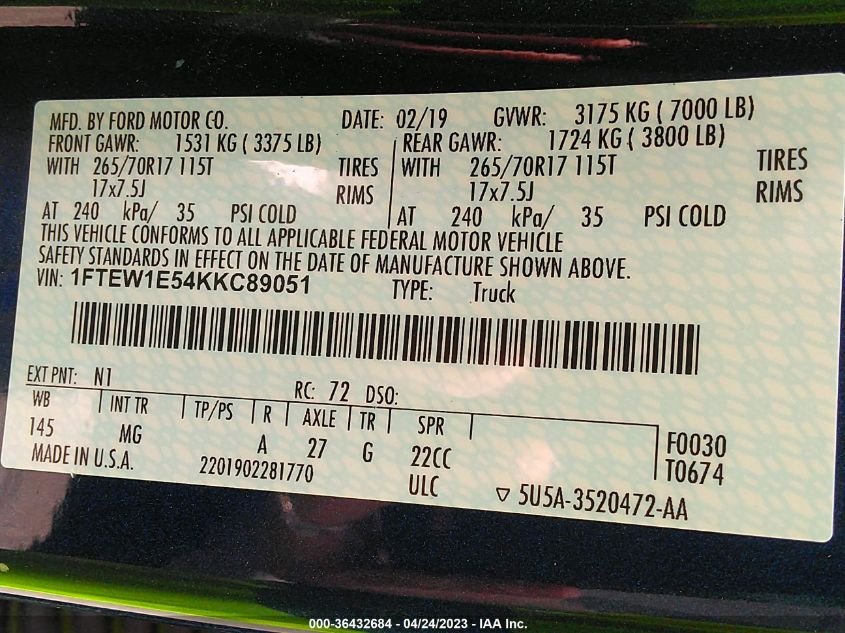 MFD. BY FORD MOTOR CO. DATE: 02/19 GVWR: 3175 KG ( 7000 LB)
FRONT GAWR: 1531 KG ( 3375 LB) REAR GAWR: 1724 KG ( 3800 LB)
WITH 265/70R17 115T TIRES WITH 265/70R17 115T TIRES
17x7.5J RIMS 17x7.5J RIMS
AT 240 kPa/ 35 PSI COLD AT 240 kPa/ 35 PSI COLD
THIS VEHICLE CONFORMS TO ALL APPLICABLE FEDERAL MOTOR VEHICLE
SAFETY STANDARDS IN EFFECT ON THE DATE OF MANUFACTURE SHOWN ABOVE.
VIN: 1FTEW1E54KKC89051 TYPE: Truck
EXT PNT: N1 RC: 72 DSO:
WB INT TR TP/PS R AXLE TR SPR
145 MG A 27 G 22CC F0030
MADE IN U.S.A. 2201902281770 ULC T0674
▽ 5U5A-3520472-AA
000-36432684 - 04/24/2023 - IAA Inc.